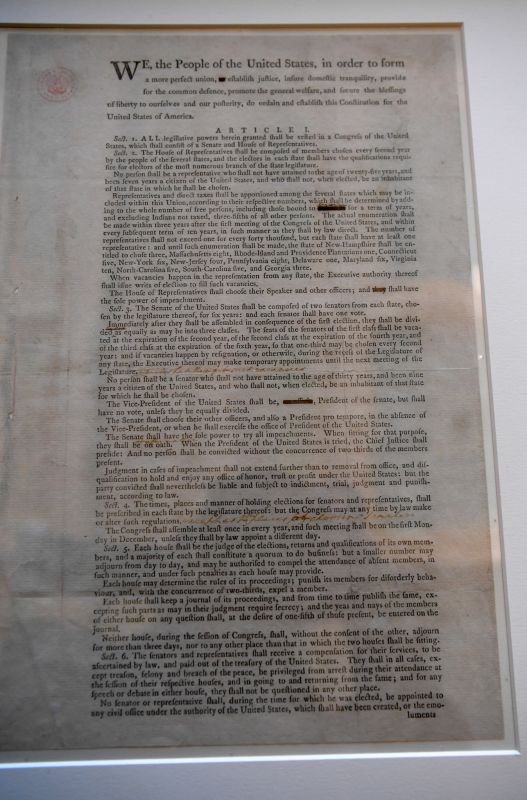 WE, the People of the United States, in order to form
a more perfect union, establish justice, insure domestic tranquility, provide
for the common defence, promote the general welfare, and secure the blessings
of liberty to ourselves and our posterity, do ordain and establish this Constitution for the
United States of America.
ARTICLE I.
Sect. 1. ALL legislative powers herein granted shall be vested in a Congress of the United
States, which shall consist of a Senate and House of Representatives.
Sect. 2. The House of Representatives shall be composed of members chosen every second year
by the people of the several states, and the electors in each state shall have the qualifications requi-
site for electors of the most numerous branch of the state legislature.
No person shall be a representative who shall not have attained to the age of twenty-five years, and
been seven years a citizen of the United States, and who shall not, when elected, be an inhabitant
of that state in which he shall be chosen.
Representatives and direct taxes shall be apportioned among the several states which may be in-
cluded within this Union, according to their respective numbers, which shall be determined by add-
ing to the whole number of free persons, including those bound to for a term of years,
and excluding Indians not taxed, three-fifths of all other persons. The actual enumeration shall
be made within three years after the first meeting of the Congress of the United States, and within
every subsequent term of ten years, in such manner as they shall by law direct. The number of
representatives shall not exceed one for every forty thousand, but each state shall have at least one
representative: and until such enumeration shall be made, the state of New-Hampshire shall be en-
titled to chuse three, Massachusetts eight, Rhode-Island and Providence Plantations one, Connecticut
five, New-York six, New-Jersey four, Pennsylvania eight, Delaware one, Maryland six, Virginia
ten, North-Carolina five, South-Carolina five, and Georgia three.
When vacancies happen in the representation from any state, the Executive authority thereof
shall issue writs of election to fill such vacancies.
The House of Representatives shall choose their Speaker and other officers; and shall have
the sole power of impeachment.
Sect. 3. The Senate of the United States shall be composed of two senators from each state, cho-
sen by the legislature thereof, for six years: and each senator shall have one vote.
Immediately after they shall be assembled in consequence of the first election, they shall be divi-
ded as equally as may be into three classes. The seats of the senators of the first class shall be vaca-
ted at the expiration of the second year, of the second class at the expiration of the fourth year, and
of the third class at the expiration of the sixth year, so that one-third may be chosen every second
year: and if vacancies happen by resignation, or otherwise, during the recess of the Legislature of
any state, the Executive thereof may make temporary appointments until the next meeting of the
Legislature,
No person shall be a senator who shall not have attained to the age of thirty years, and been nine
years a citizen of the United States, and who shall not, when elected, be an inhabitant of that state
for which he shall be chosen.
The Vice-President of the United States shall be, President of the senate, but shall
have no vote, unless they be equally divided.
The Senate shall choose their other officers, and also a President pro tempore, in the absence of
the Vice-President, or when he shall exercise the office of President of the United States.
The Senate shall have the sole power to try all impeachments. When sitting for that purpose,
they shall be on oath. When the President of the United States is tried, the Chief Justice shall
preside: And no person shall be convicted without the concurrence of two-thirds of the members
present.
Judgment in cases of impeachment shall not extend further than to removal from office, and dis-
qualification to hold and enjoy any office of honor, trust or profit under the United States: but the
party convicted shall nevertheless be liable and subject to indictment, trial, judgment and punish-
ment, according to law.
Sect. 4. The times, places and manner of holding elections for senators and representatives, shall
be prescribed in each state by the legislature thereof: but the Congress may at any time by law make
or alter such regulations,
The Congress shall assemble at least once in every year, and such meeting shall be on the first Mon-
day in December, unless they shall by law appoint a different day.
Sect. 5. Each house shall be the judge of the elections, returns and qualifications of its own mem-
bers, and a majority of each shall constitute a quorum to do business: but a smaller number may
adjourn from day to day, and may be authorised to compel the attendance of absent members, in
such manner, and under such penalties as each house may provide.
Each house may determine the rules of its proceedings; punish its members for disorderly beha-
viour, and, with the concurrence of two-thirds, expel a member.
Each house shall keep a journal of its proceedings, and from time to time publish the same, ex-
cepting such parts as may in their judgment require secrecy; and the yeas and nays of the members
of either house on any question shall, at the desire of one-fifth of those present, be entered on the
journal.
Neither house, during the session of Congress, shall, without the consent of the other, adjourn
for more than three days, nor to any other place than that in which the two houses shall be sitting.
Sect. 6. The senators and representatives shall receive a compensation for their services, to be
ascertained by law, and paid out of the treasury of the United States. They shall in all cases, ex-
cept treason, felony and breach of the peace, be privileged from arrest during their attendance at
the session of their respective houses, and in going to and returning from the same; and for any
speech or debate in either house, they shall not be questioned in any other place.
No senator or representative shall, during the time for which he was elected, be appointed to
any civil office under the authority of the United States, which shall have been created, or the emo-
luments